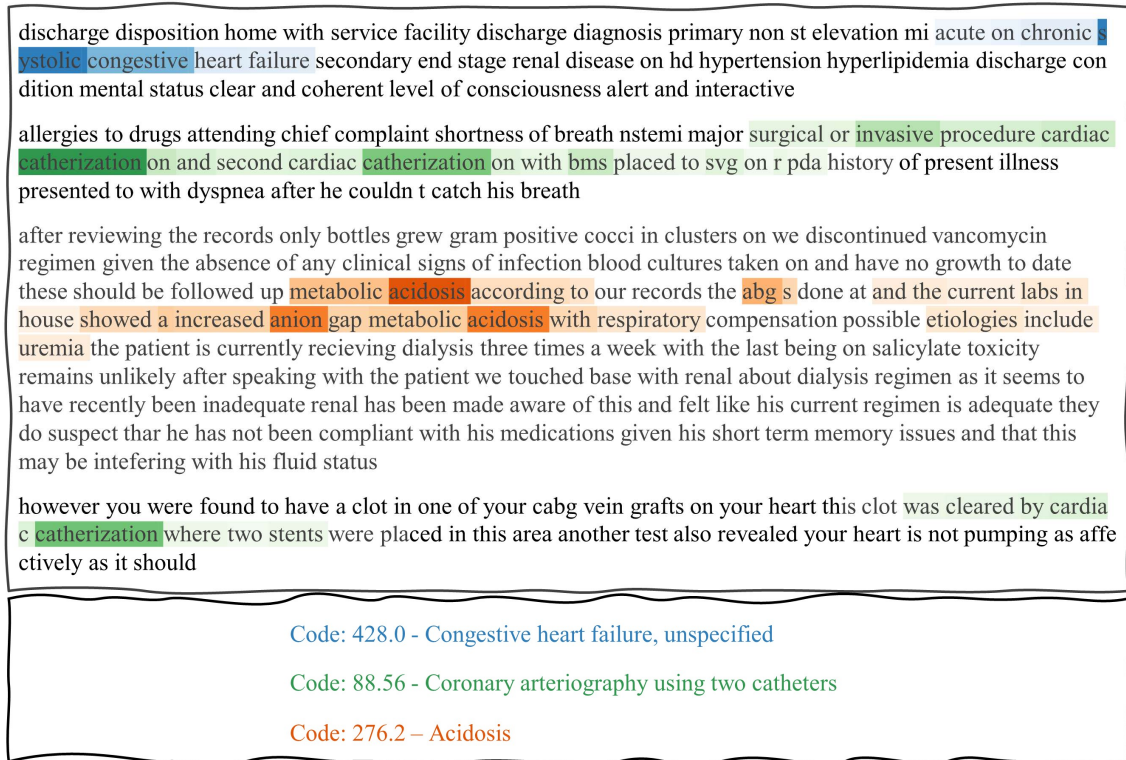 discharge disposition home with service facility discharge diagnosis primary non st elevation mi acute on chronic s
ystolic congestive heart failure secondary end stage renal disease on hd hypertension hyperlipidemia discharge con
dition mental status clear and coherent level of consciousness alert and interactive
allergies to drugs attending chief complaint shortness of breath nstemi major surgical or invasive procedure cardiac
catherization on and second cardiac catherization on with bms placed to svg on r pda history of present illness
presented to with dyspnea after he couldn t catch his breath
after reviewing the records only bottles grew gram positive cocci in clusters on we discontinued vancomycin
regimen given the absence of any clinical signs of infection blood cultures taken on and have no growth to date
these should be followed up metabolic acidosis according to our records the abg s done at and the current labs in
house showed a increased anion gap metabolic acidosis with respiratory compensation possible etiologies include
uremia the patient is currently recieving dialysis three times a week with the last being on salicylate toxicity
remains unlikely after speaking with the patient we touched base with renal about dialysis regimen as it seems to
have recently been inadequate renal has been made aware of this and felt like his current regimen is adequate they
do suspect thar he has not been compliant with his medications given his short term memory issues and that this
may be intefering with his fluid status
however you were found to have a clot in one of your cabg vein grafts on your heart this clot was cleared by cardia
c catherization where two stents were placed in this area another test also revealed your heart is not pumping as affe
ctively as it should
Code: 428.0 - Congestive heart failure, unspecified
Code: 88.56 - Coronary arteriography using two catheters
Code: 276.2 – Acidosis